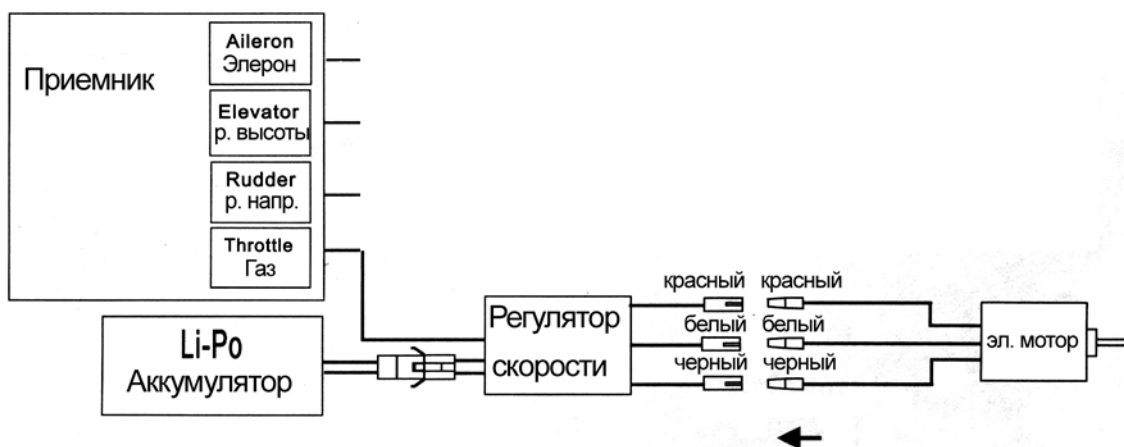 Приемник
Aileron
Элерон
Elevator
р. высоты
Rudder
р. напр.
Throttle
Газ
Li-Po
Аккумулятор
Регулятор
скорости
красный красный
белый белый
черный черный
эл. мотор